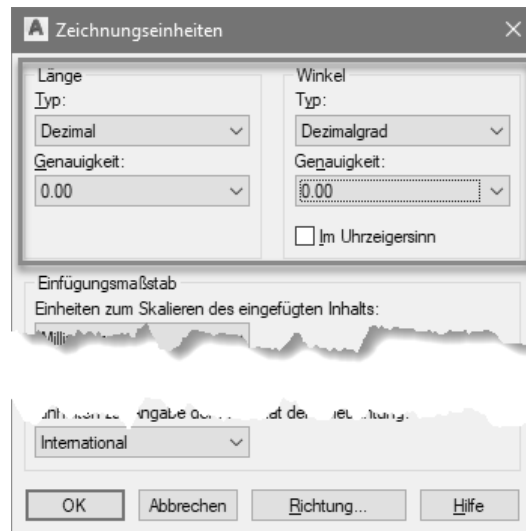 A Zeichnungseinheiten
Länge
Typ:
Dezimal
Genauigkeit:
0.00
Winkel
Typ:
Dezimalgrad
Genauigkeit:
0.00
Im Uhrzeigersinn
Einfügungsmaßstab
Einheiten zum Skalieren des eingefügten Inhalts:
International
OK Abbrechen Richtung... Hilfe